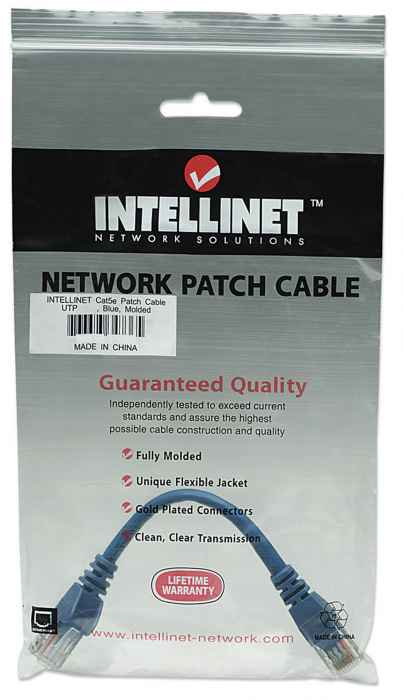 INTELLINET™
NETWORK SOLUTIONS
NETWORK PATCH CABLE
INTELLINET Cat5e Patch Cable
UTP , Blue, Molded
MADE IN CHINA
Guaranteed Quality
Independently tested to exceed current
standards and assure the highest
possible cable construction and quality
Fully Molded
Unique Flexible Jacket
Gold Plated Connectors
Clean, Clear Transmission
LIFETIME
WARRANTY
www.intellinet-network.com
MADE IN CHINA